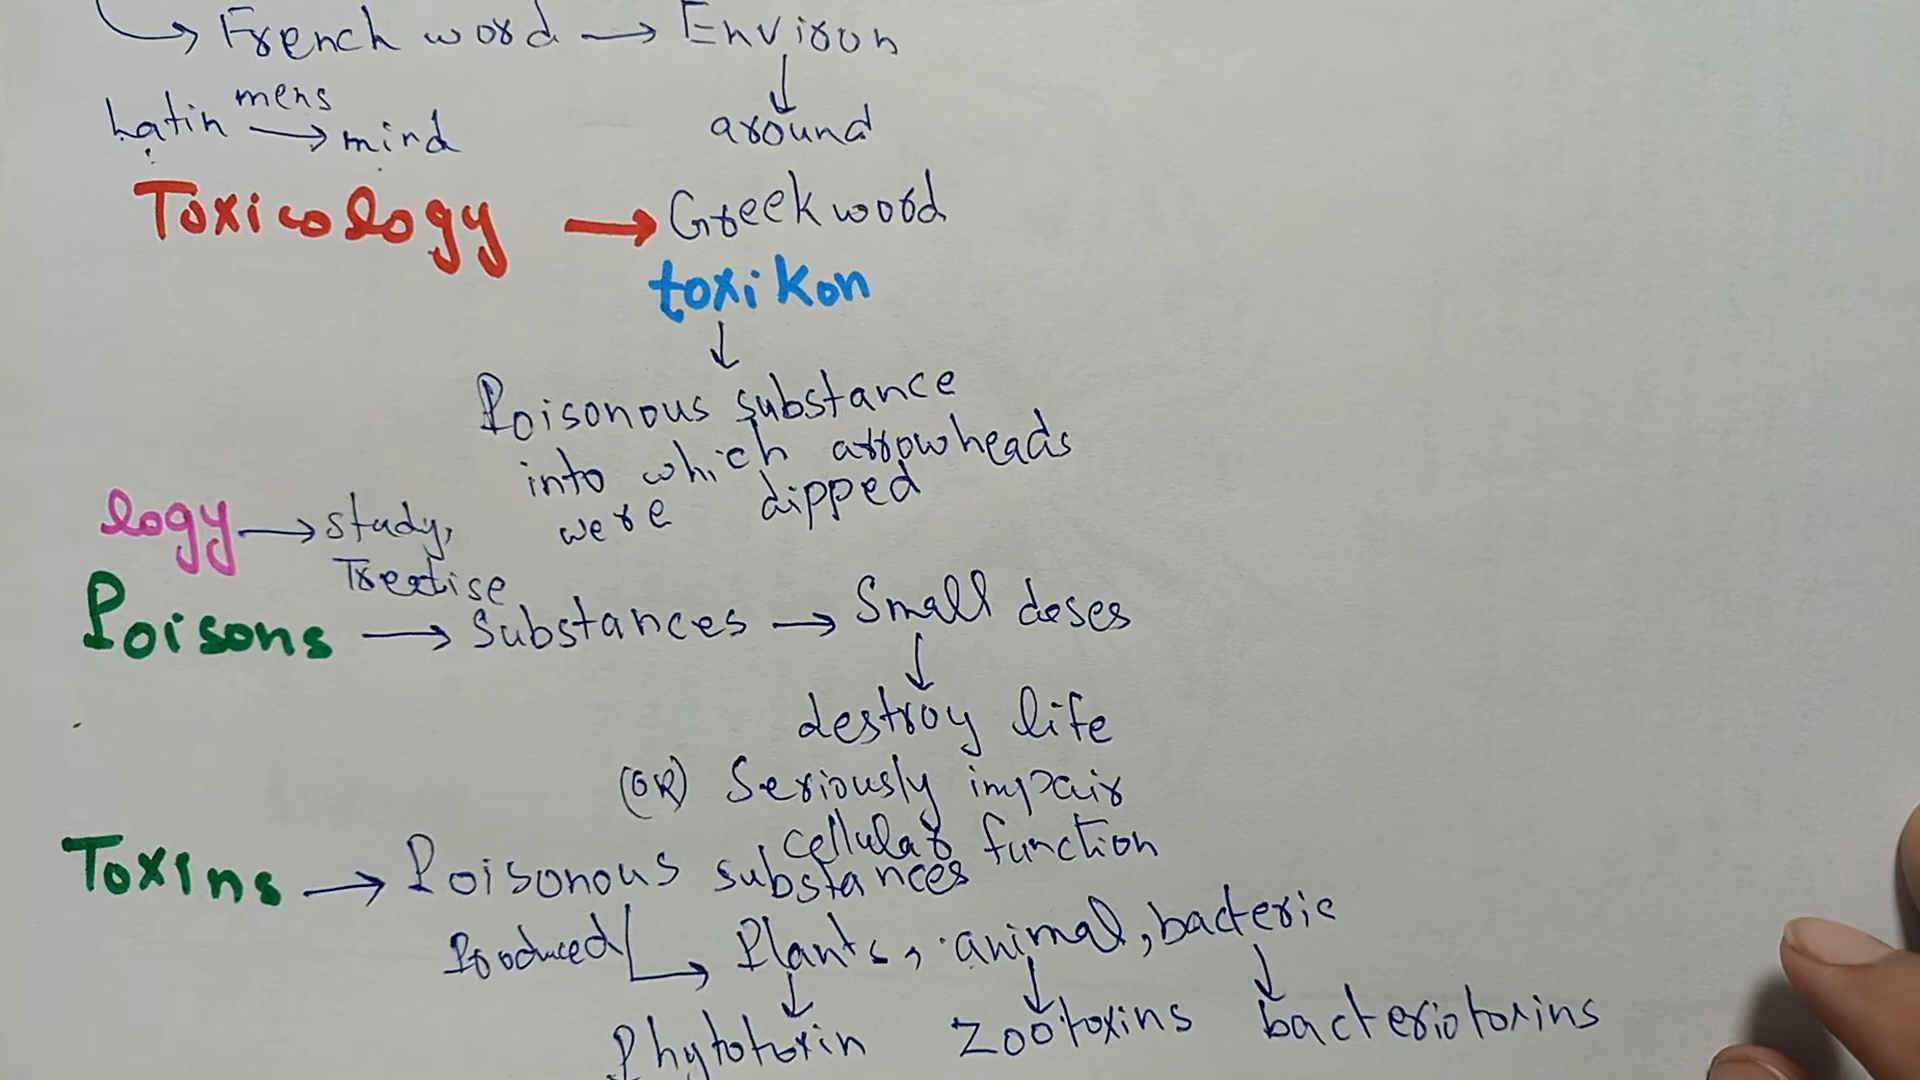 → French word → Environ
↓
Latin mens → mind around
Toxicology → Greek word
toxikon
↓
Poisonous substance
into which arrowheads
were dipped
logy → study,
Treatise
Poisons → Substances → Small doses
↓
destroy life
(OR) Seriously impair
cellular function
Toxins → Poisonous substances
Produced → Plants, animal, bacteria
↓ ↓ ↓
Phytotoxin Zootoxins bacteriotoxins